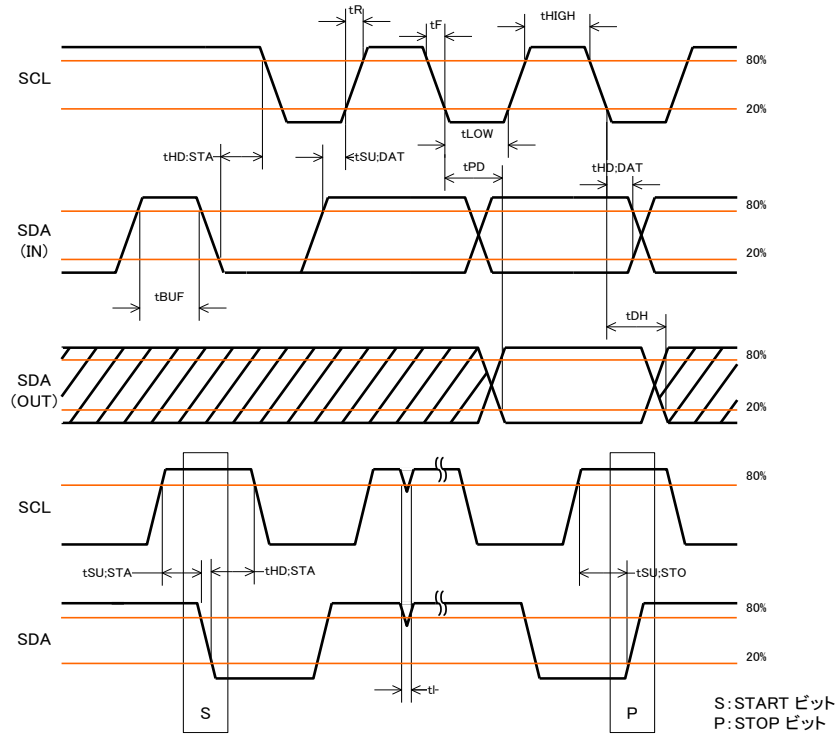 tR
tF
tHIGH
SCL
80%
20%
tHD:STA
tSU;DAT
tLOW
tPD
tHD;DAT
SDA
(IN)
80%
20%
tBUF
tDH
SDA
(OUT)
80%
20%
SCL
80%
tSU;STA
tHD;STA
tSU;STO
SDA
80%
20%
tI
S
P
S:START ビット
P:STOP ビット